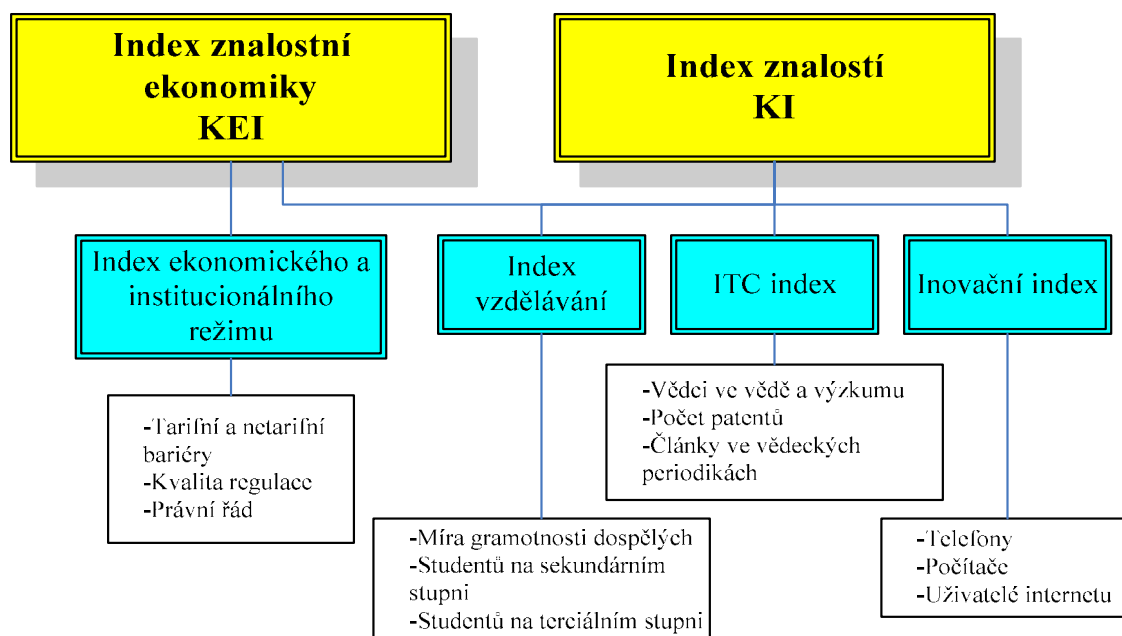 Index znalostní
ekonomiky
KEI
Index znalostí
KI
Index ekonomického a
institucionálního
režimu
Index
vzdělávání
ITC index
Inovační index
-Tarifní a netarifní
bariéry
-Kvalita regulace
-Právní řád
-Míra gramotnosti dospělých
-Studentů na sekundárním
stupni
-Studentů na terciálním stupni
-Vědci ve vědě a výzkumu
-Počet patentů
-Články ve vědeckých
periodikách
-Telefony
-Počítače
-Uživatelé internetu